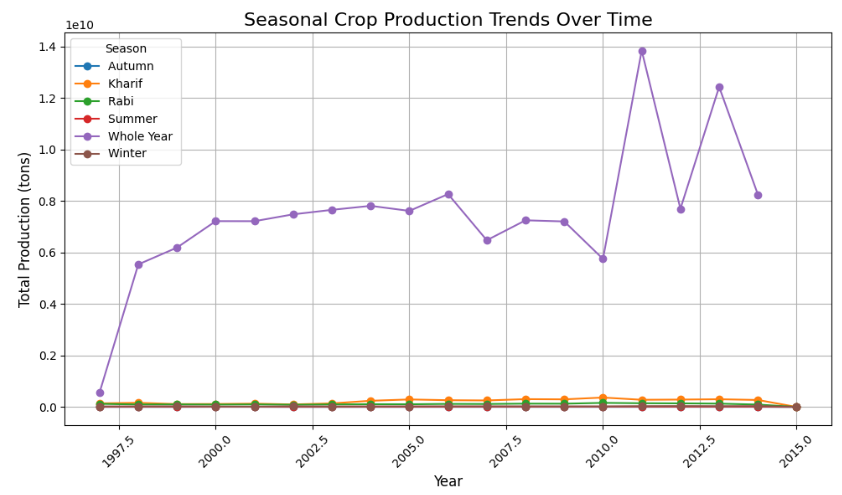 Seasonal Crop Production Trends Over Time
1e10
Season
Autumn
Kharif
Rabi
Summer
Whole Year
Winter
1.4
1.2
1.0
0.8
0.6
0.4
0.2
0.0
Total Production (tons)
1997.5 2000.0 2002.5 2005.0 2007.5 2010.0 2012.5 2015.0
Year